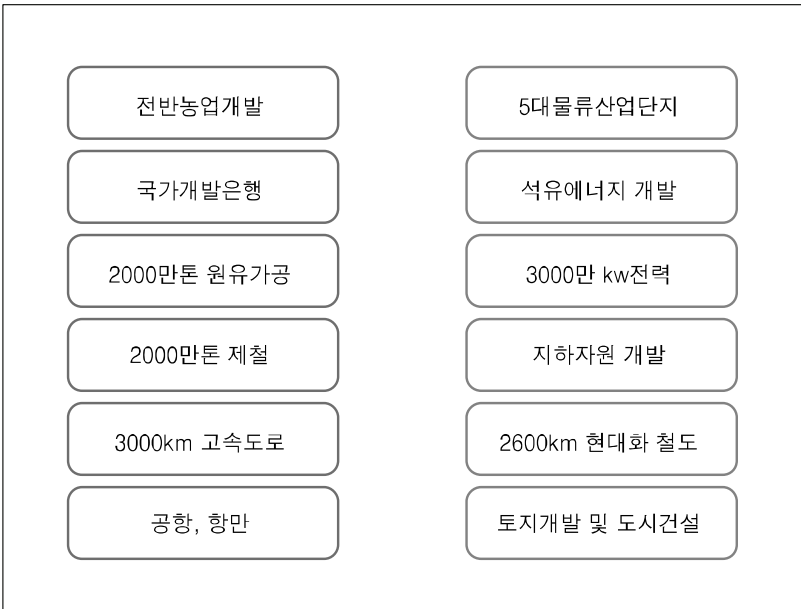 전반농업개발
5대물류산업단지
국가개발은행
석유에너지 개발
2000만톤 원유가공
3000만 kw전력
2000만톤 제철
지하자원 개발
3000km 고속도로
2600km 현대화 철도
공항, 항만
토지개발 및 도시건설